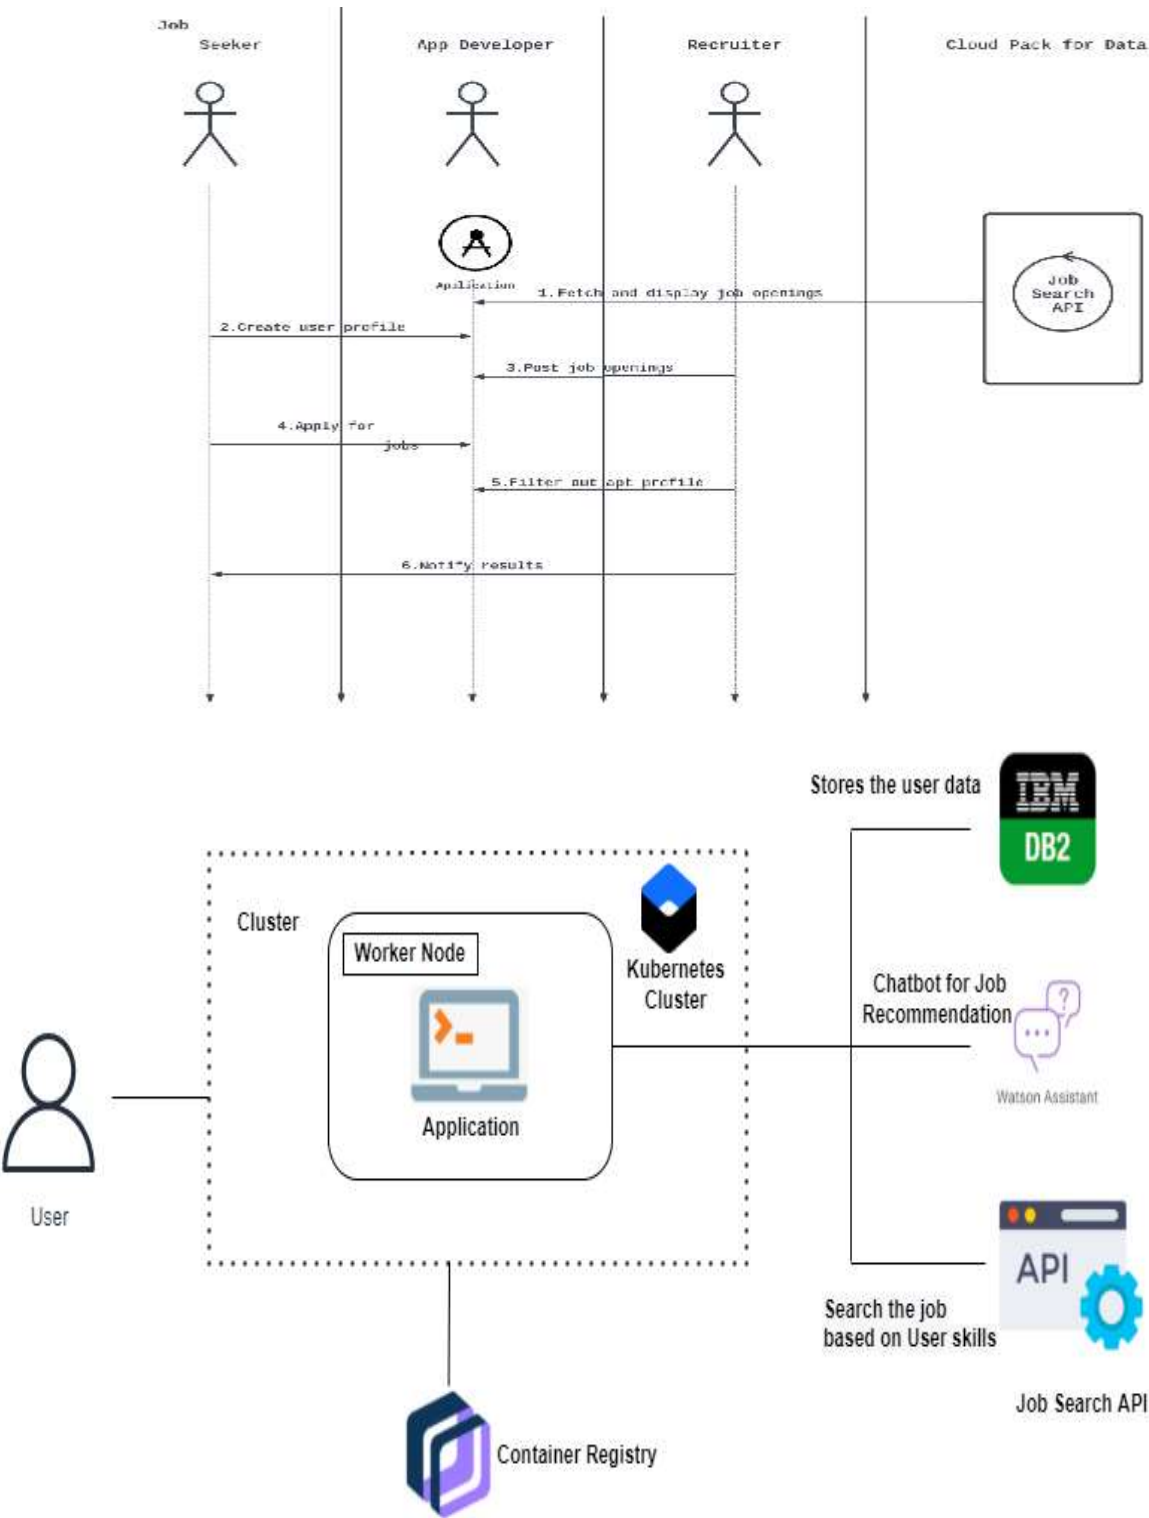 Job
Seeker
App Developer
Recruiter
Cloud Pack for Data
Application
1.Fetch and display job openings
Job
Search
API
2.Create user profile
3.Post job openings
4.Apply for
jobs
5.Filter out apt profile
6.Notify results
Stores the user data
IBM
DB2
Cluster
Worker Node
Kubernetes
Cluster
Application
Chatbot for Job
Recommendation
?
Watson Assistant
User
API
Search the job
based on User skills
Job Search API
Container Registry